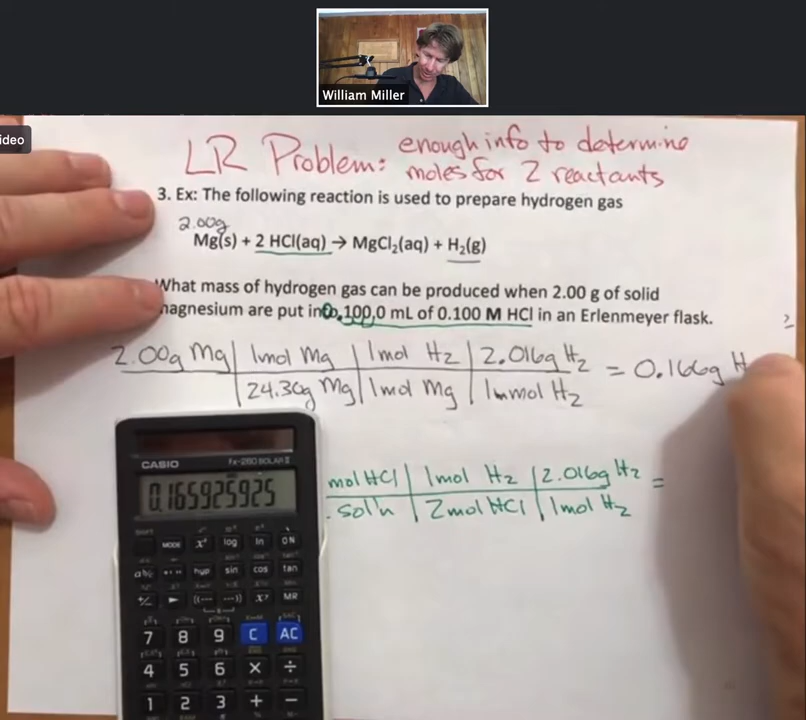 William Miller
ideo
LR Problem: enough info to determine
moles for 2 reactants
3. Ex: The following reaction is used to prepare hydrogen gas
2.00g
Mg(s) + 2 HCl(aq) → MgCl₂(aq) + H₂(g)
What mass of hydrogen gas can be produced when 2.00 g of solid
magnesium are put into 100.0 mL of 0.100 M HCl in an Erlenmeyer flask.
2.00g Mg | 1mol Mg | 1mol H₂ | 2.016g H₂ = 0.166g H
24.30g Mg | 1mol Mg | 1mol H₂
mol HCl | 1mol H₂ | 2.016g H₂ =
. sol'n | 2mol HCl | 1mol H₂
CASIO fx-260 SOLAR II
0.165925925
MODE log ln ON
hyp sin cos tan
+/- MR
7 8 9 C AC
4 5 6 × ÷
1 2 3 + −